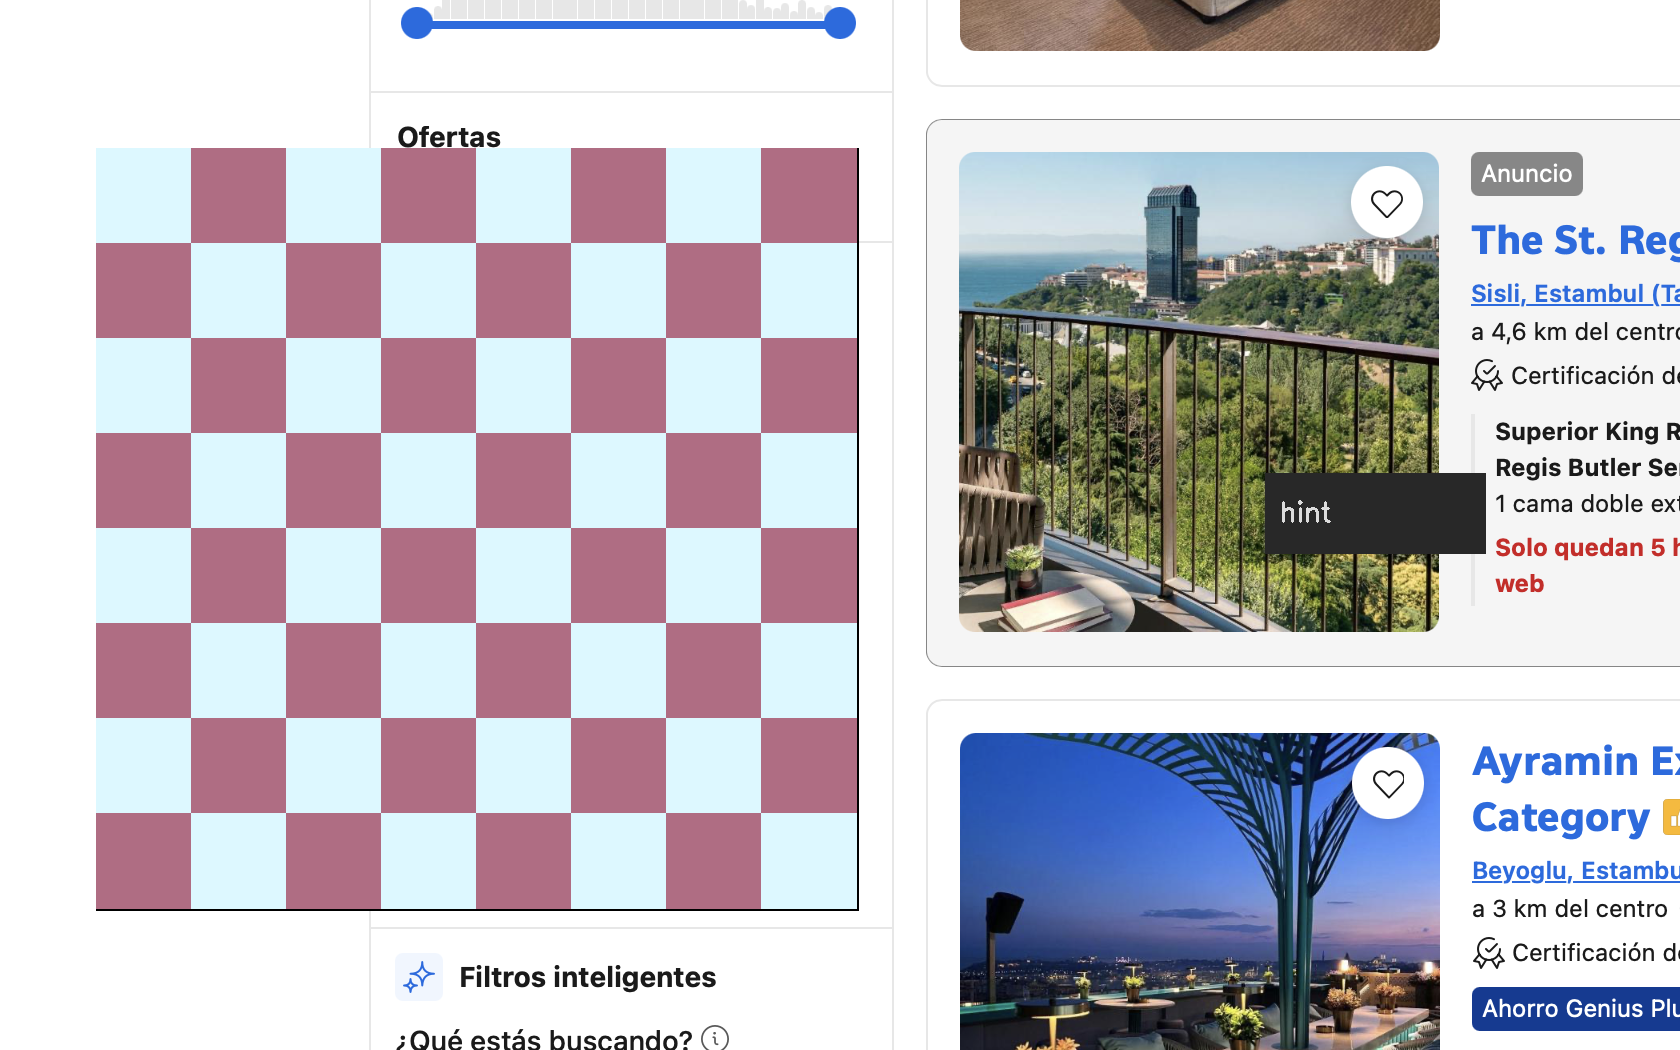 Ofertas
Filtros inteligentes
¿Qué estás buscando?
Anuncio
The St. Reg
Sisli, Estambul (Ta
a 4,6 km del centro
Certificación de
Superior King R
Regis Butler Se
1 cama doble ext
Solo quedan 5 h
web
hint
Ayramin Ex
Category
Beyoglu, Estambu
a 3 km del centro
Certificación de
Ahorro Genius Plu